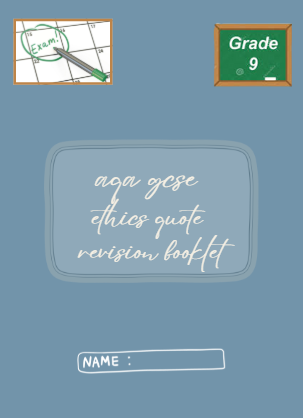 Exam!
Grade
9
aqa gcse
ethics quote
revision booklet
NAME :